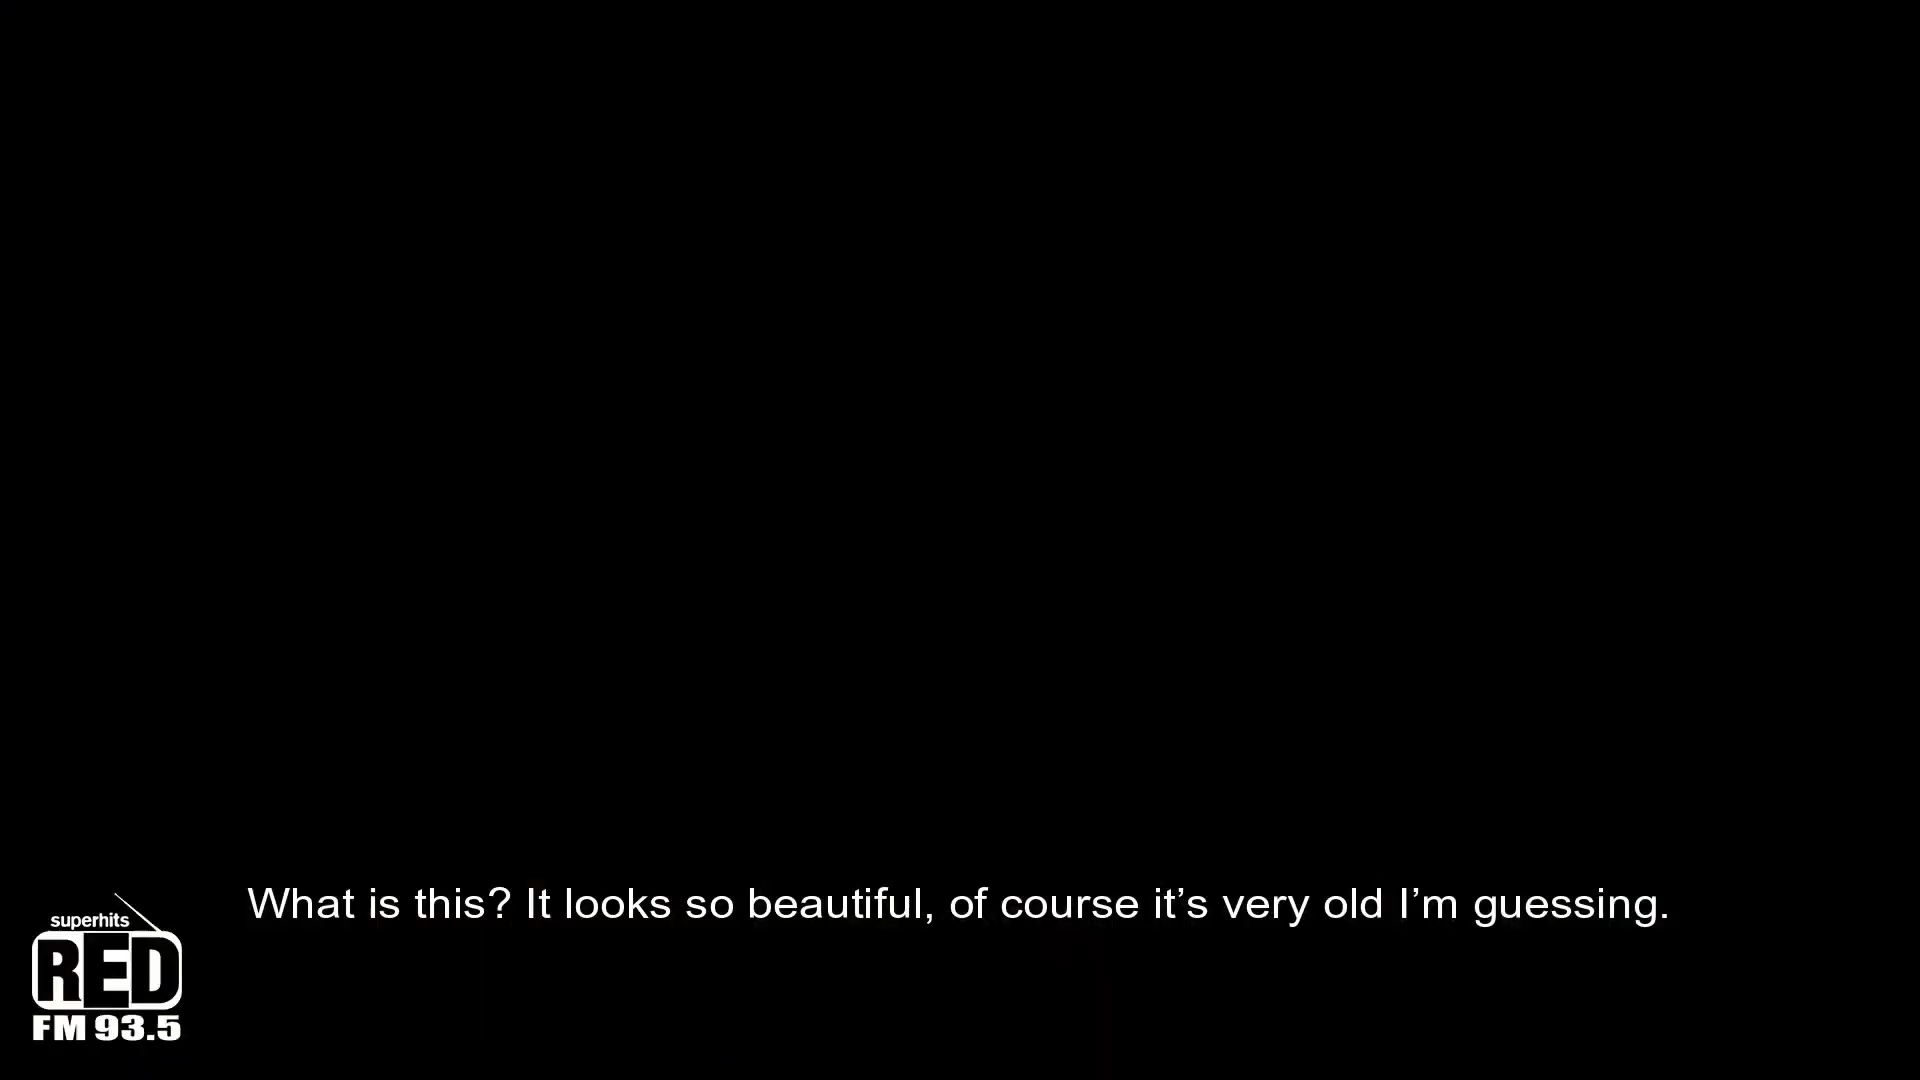 What is this? It looks so beautiful, of course it’s very old I’m guessing.
superhits
RED
FM 93.5